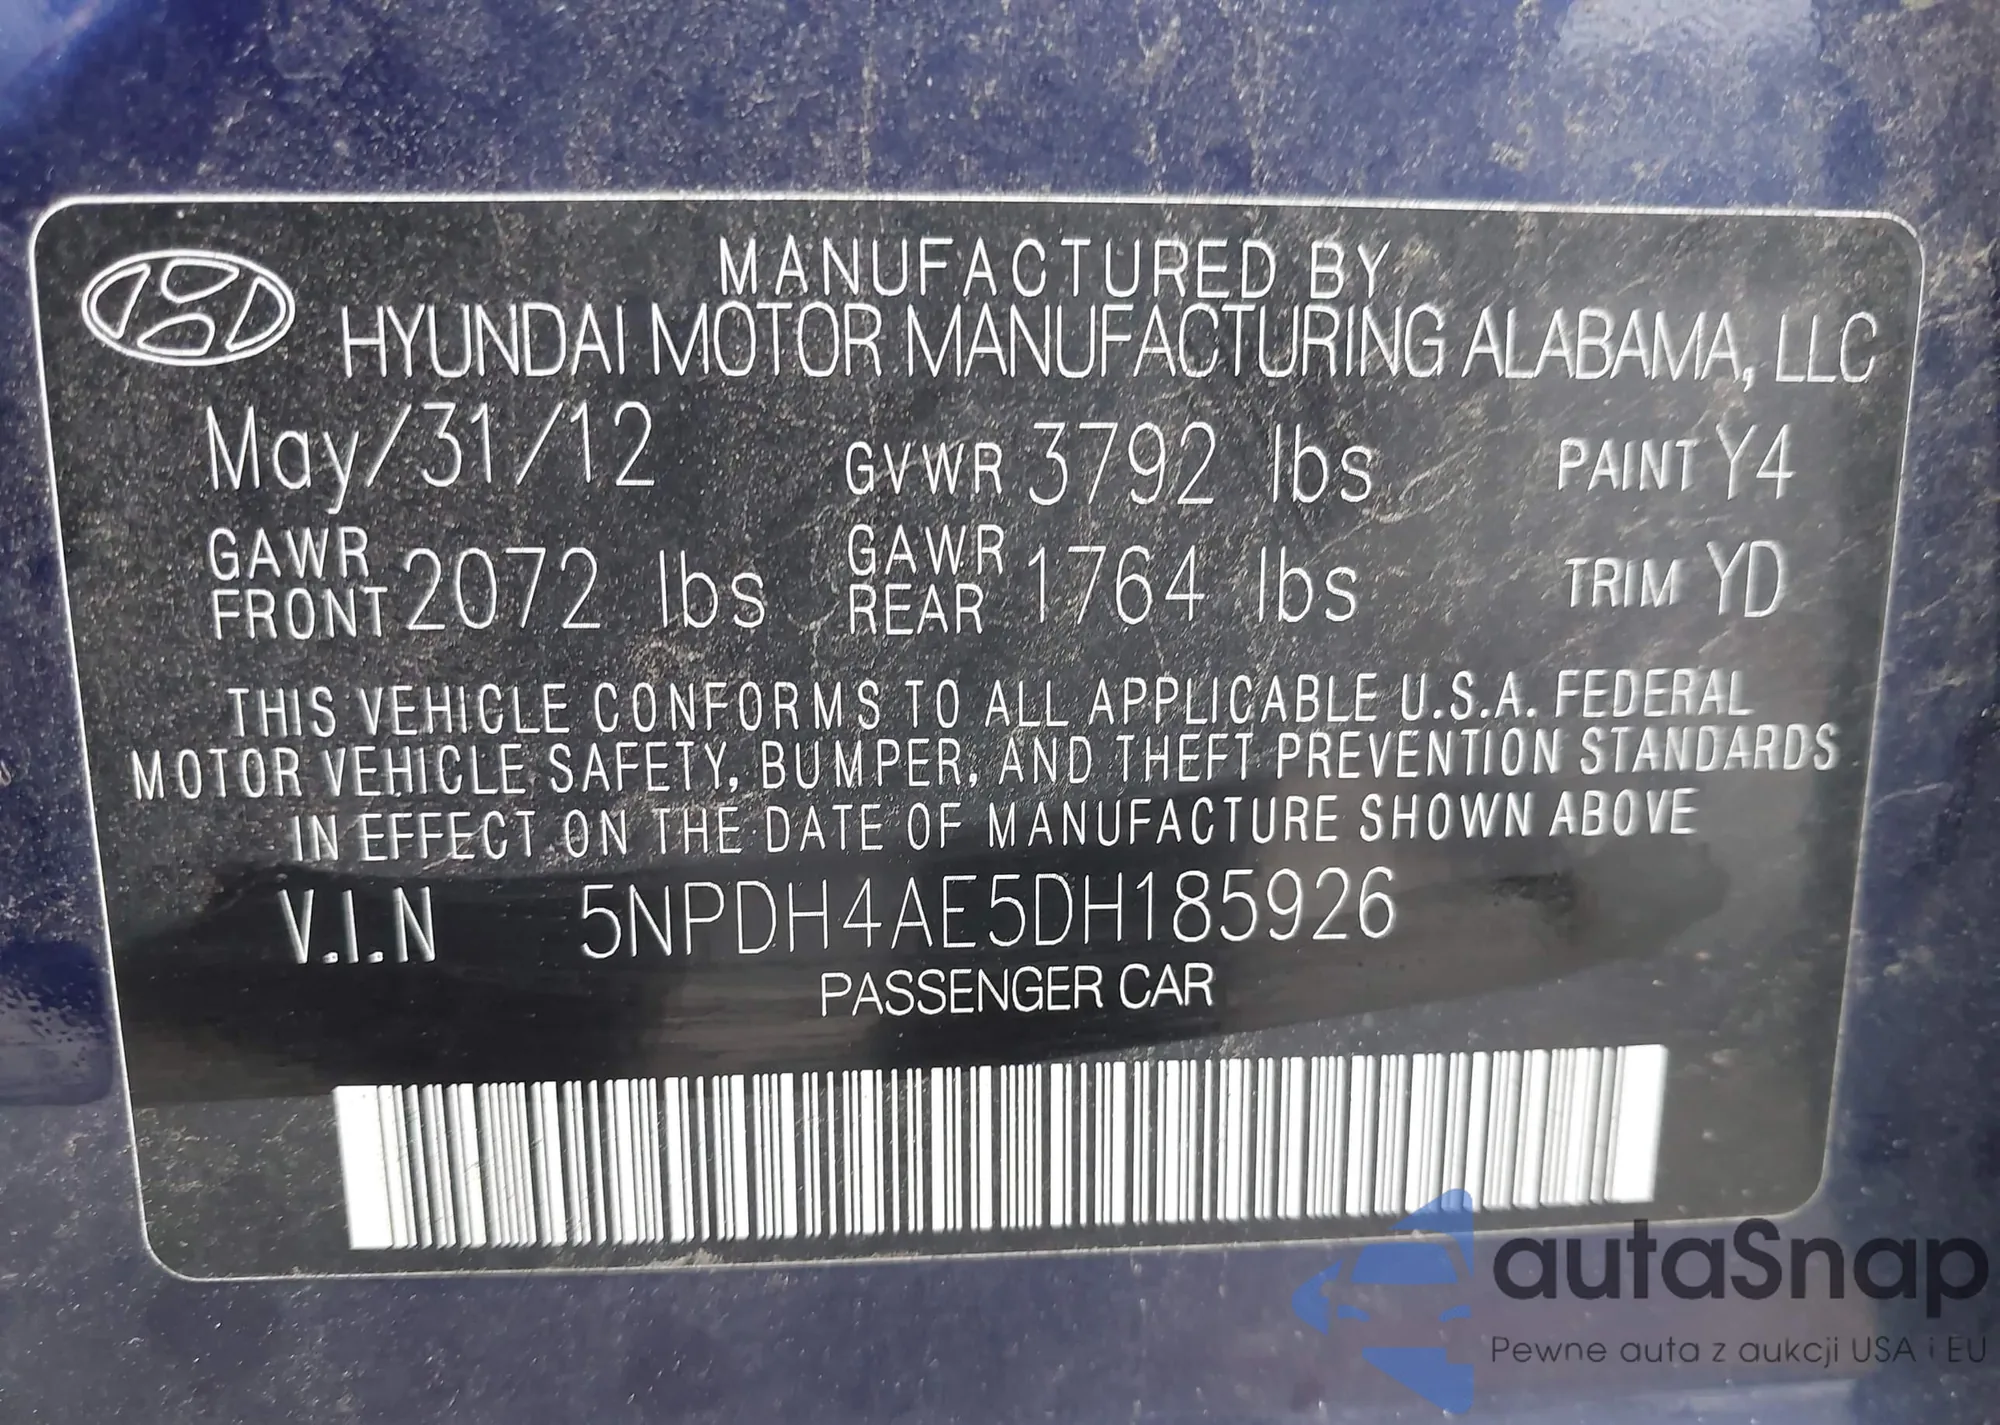 MANUFACTURED BY
HYUNDAI MOTOR MANUFACTURING ALABAMA, LLC
May/31/12 GVWR 3792 lbs PAINT Y4
GAWR FRONT 2072 lbs GAWR REAR 1764 lbs TRIM YD
THIS VEHICLE CONFORMS TO ALL APPLICABLE U.S.A. FEDERAL
MOTOR VEHICLE SAFETY, BUMPER, AND THEFT PREVENTION STANDARDS
IN EFFECT ON THE DATE OF MANUFACTURE SHOWN ABOVE
V.I.N 5NPDH4AE5DH185926
PASSENGER CAR
autaSnap
Pewne auta z aukcji USA i EU